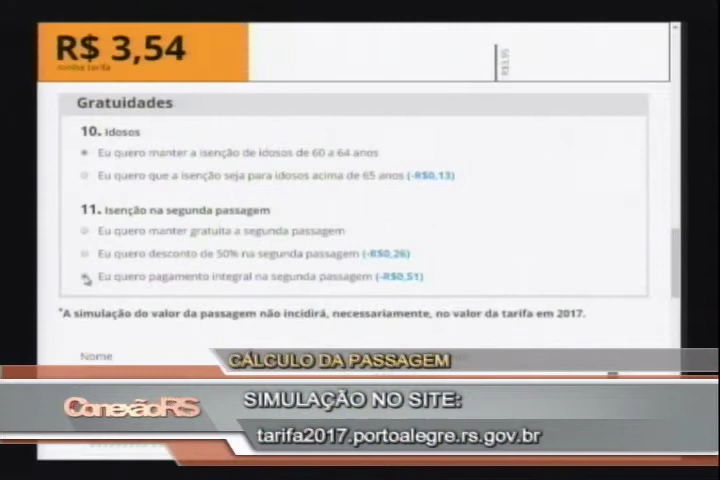 R$ 3,54
minha tarifa
R$3,95
Gratuidades
10. Idosos
Eu quero manter a isenção de idosos de 60 a 64 anos
Eu quero que a isenção seja para idosos acima de 65 anos (-R$0,13)
11. Isenção na segunda passagem
Eu quero manter gratuita a segunda passagem
Eu quero desconto de 50% na segunda passagem (-R$0,26)
Eu quero pagamento integral na segunda passagem (-R$0,51)
*A simulação do valor da passagem não incidirá, necessariamente, no valor da tarifa em 2017.
Nome
CÁLCULO DA PASSAGEM
ConexãoRS
SIMULAÇÃO NO SITE:
tarifa2017.portoalegre.rs.gov.br